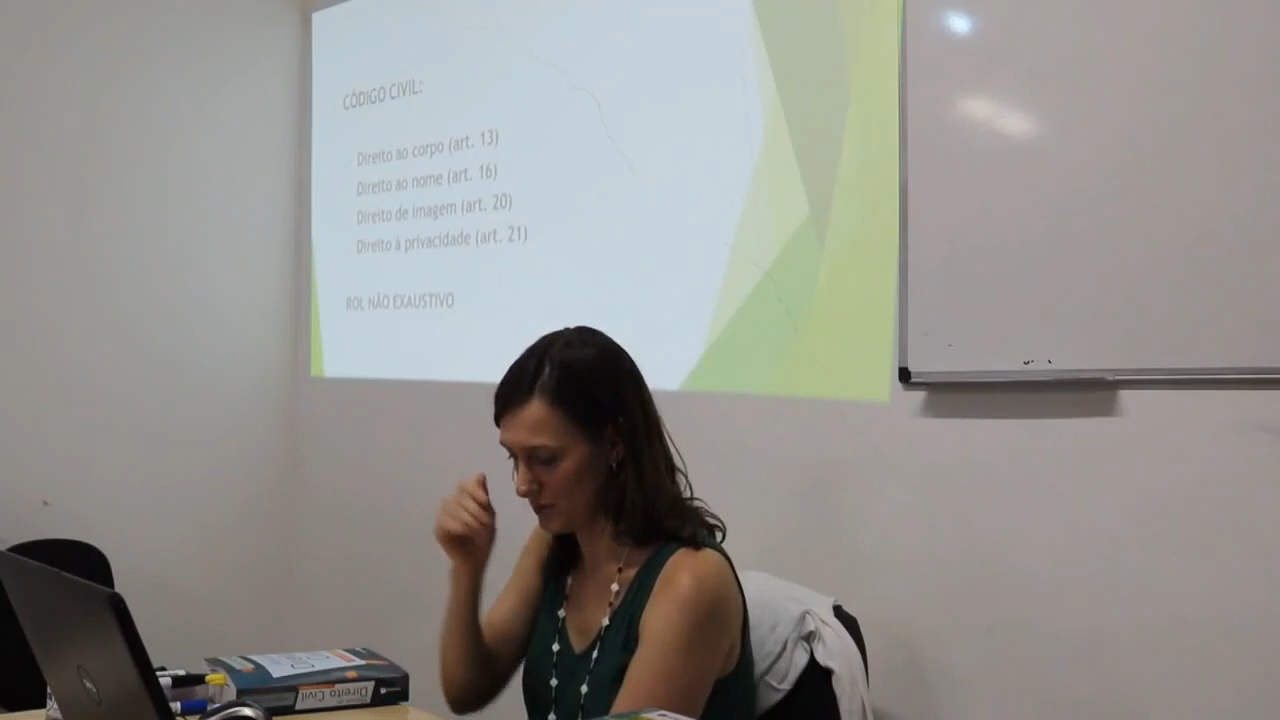 CÓDIGO CIVIL:
Direito ao corpo (art. 13)
Direito ao nome (art. 16)
Direito de imagem (art. 20)
Direito à privacidade (art. 21)
ROL NÃO EXAUSTIVO
Direito Civil